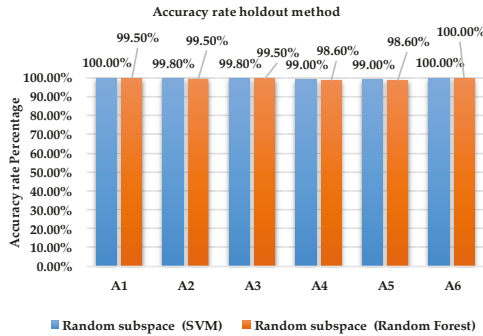 Accuracy rate holdout method
100.00% 99.50% 99.80% 99.50% 99.80% 99.50% 99.00% 98.60% 99.00% 98.60% 100.00% 100.00%
Accuracy rate Percentage
100.00%
90.00%
80.00%
70.00%
60.00%
50.00%
40.00%
30.00%
20.00%
10.00%
0.00%
A1 A2 A3 A4 A5 A6
Random subspace (SVM) Random subspace (Random Forest)